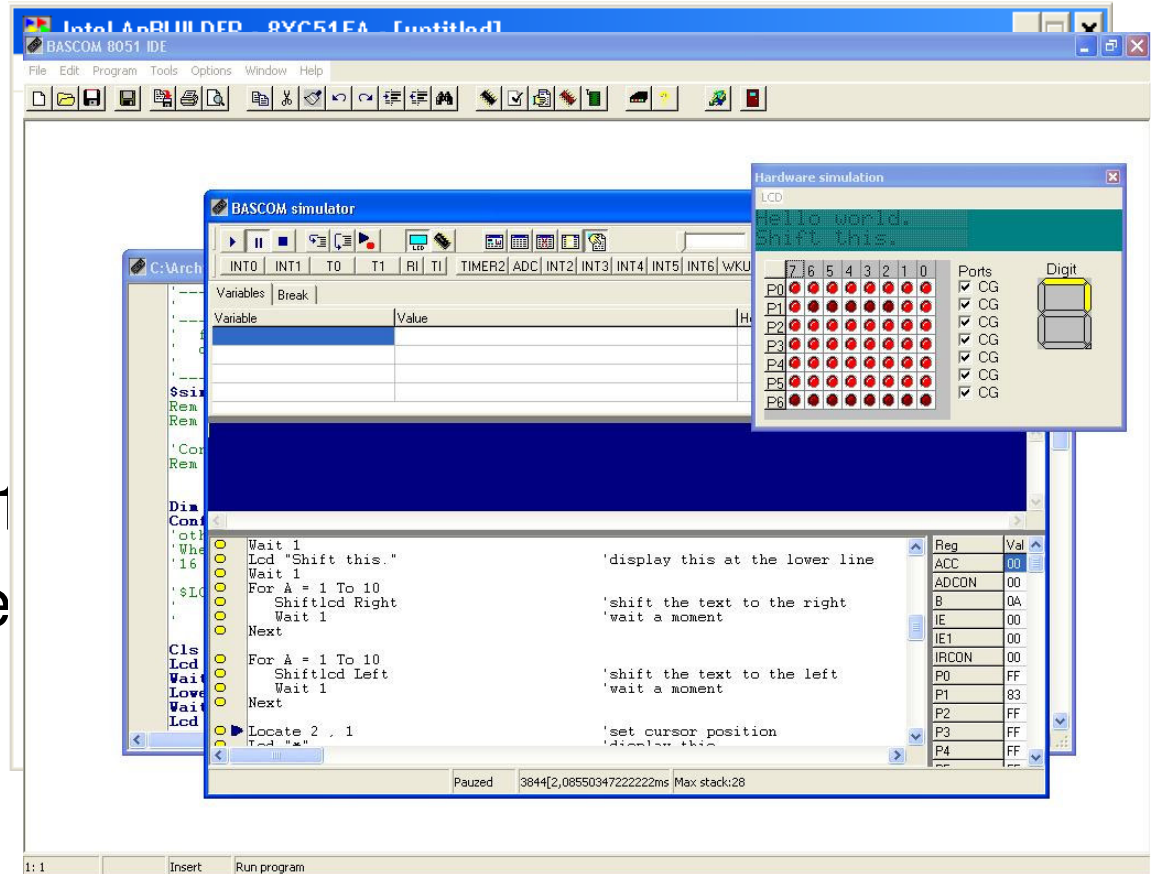 Intel ApBUILDER - 8XC51FA - [untitled]
BASCOM 8051 IDE
File Edit Program Tools Options Window Help
Hardware simulation
LCD
Hello world.
Shift this.
7 6 5 4 3 2 1 0 Ports Digit
P0 CG
P1 CG
P2 CG
P3 CG
P4 CG
P5 CG
P6 CG
BASCOM simulator
INT0 INT1 T0 T1 RI TI TIMER2 ADC INT2 INT3 INT4 INT5 INT6 WKU
Variables Break
Variable Value
C:\Arch
$sim
Rem
Rem
'Con
Rem
Dim
Conf
'oth
'Whe
'16
'$LO
Cls
Lcd
Wait
Lowe
Wait
Lcd
Wait 1
Lcd "Shift this." 'display this at the lower line
Wait 1
For A = 1 To 10
Shiftlcd Right 'shift the text to the right
Wait 1 'wait a moment
Next
For A = 1 To 10
Shiftlcd Left 'shift the text to the left
Wait 1 'wait a moment
Next
Locate 2 , 1 'set cursor position
Lcd "*" 'display this
Reg Val
ACC 00
ADCON 00
B 0A
IE 00
IE1 00
IRCON 00
P0 FF
P1 83
P2 FF
P3 FF
P4 FF
Pauzed 3844[2,08550347222222ms Max stack:28
1: 1 Insert Run program